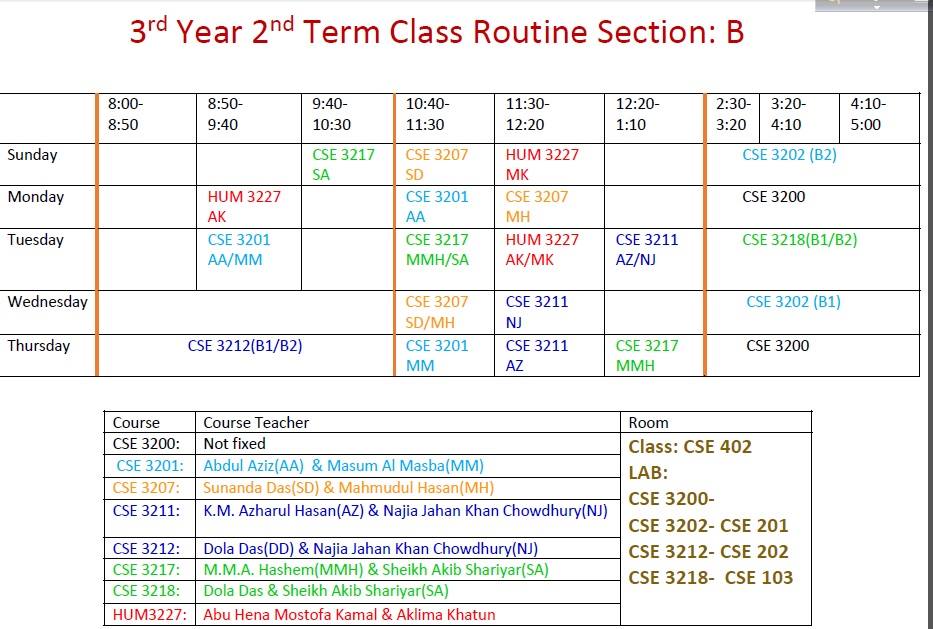 3rd Year 2nd Term Class Routine Section: B
8:00- 8:50- 9:40- 10:40- 11:30- 12:20- 2:30- 3:20- 4:10-
8:50 9:40 10:30 11:30 12:20 1:10 3:20 4:10 5:00
Sunday CSE 3217 CSE 3207 HUM 3227 CSE 3202 (B2)
SA SD MK
Monday HUM 3227 CSE 3201 CSE 3207 CSE 3200
AK AA MH
Tuesday CSE 3201 CSE 3217 HUM 3227 CSE 3211 CSE 3218(B1/B2)
AA/MM MMH/SA AK/MK AZ/NJ
Wednesday CSE 3207 CSE 3211 CSE 3202 (B1)
SD/MH NJ
Thursday CSE 3212(B1/B2) CSE 3201 CSE 3211 CSE 3217 CSE 3200
MM AZ MMH
Course Course Teacher Room
CSE 3200: Not fixed
CSE 3201: Abdul Aziz(AA) & Masum Al Masba(MM)
CSE 3207: Sunanda Das(SD) & Mahmudul Hasan(MH)
CSE 3211: K.M. Azharul Hasan(AZ) & Najia Jahan Khan Chowdhury(NJ)
CSE 3212: Dola Das(DD) & Najia Jahan Khan Chowdhury(NJ)
CSE 3217: M.M.A. Hashem(MMH) & Sheikh Akib Shariyar(SA)
CSE 3218: Dola Das & Sheikh Akib Shariyar(SA)
HUM3227: Abu Hena Mostofa Kamal & Aklima Khatun
Class: CSE 402
LAB:
CSE 3200-
CSE 3202- CSE 201
CSE 3212- CSE 202
CSE 3218- CSE 103